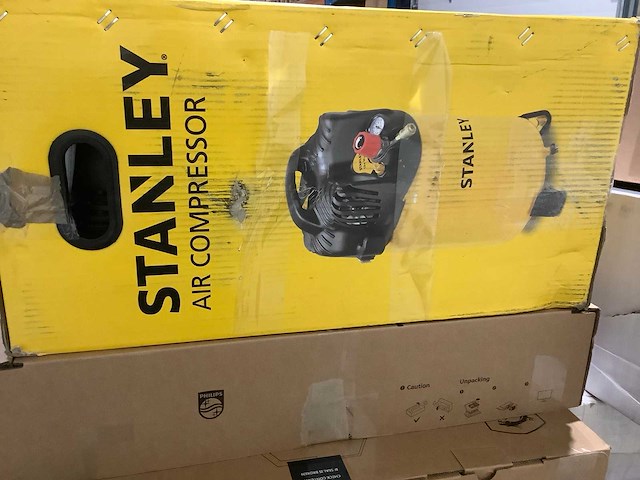 STANLEY®
AIR COMPRESSOR
STANLEY
PHILIPS
Caution
Unpacking